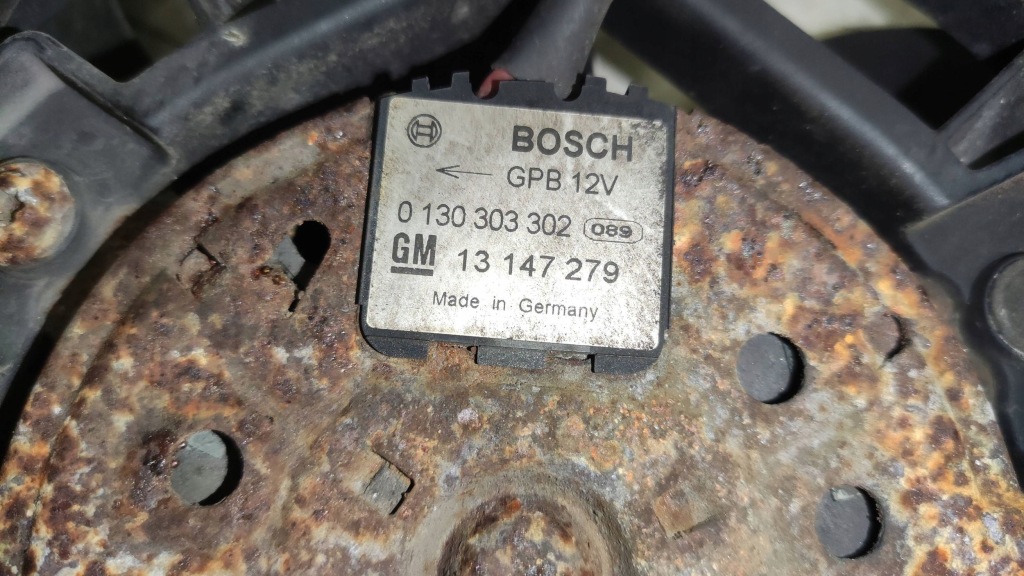 BOSCH
GPB 12V
0 130 303 302 089
GM 13 147 279
Made in Germany